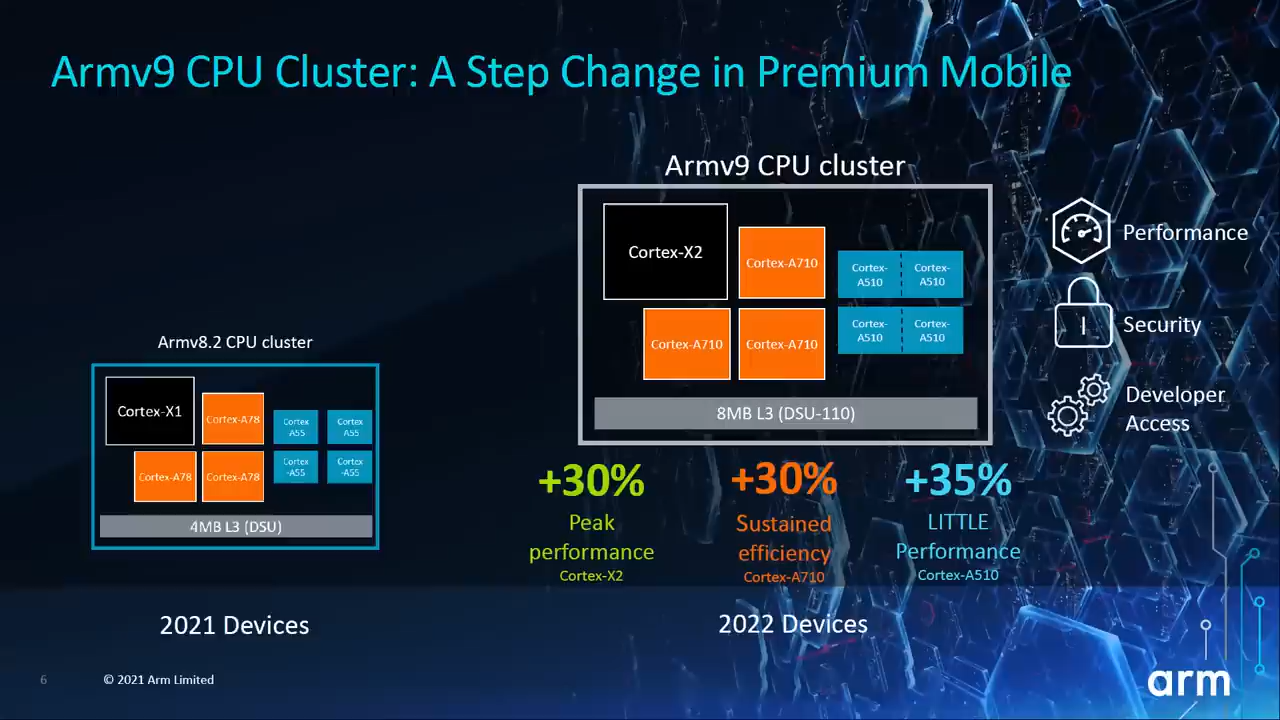 Armv9 CPU Cluster: A Step Change in Premium Mobile
Armv8.2 CPU cluster
Cortex-X1
Cortex-A78
Cortex
-A55
Cortex
-A55
Cortex-A78
Cortex-A78
Cortex
-A55
Cortex
-A55
4MB L3 (DSU)
2021 Devices
Armv9 CPU cluster
Cortex-X2
Cortex-A710
Cortex-
A510
Cortex-
A510
Cortex-A710
Cortex-A710
Cortex-
A510
Cortex-
A510
8MB L3 (DSU-110)
+30%
Peak
performance
Cortex-X2
+30%
Sustained
efficiency
Cortex-A710
+35%
LITTLE
Performance
Cortex-A510
2022 Devices
Performance
Security
Developer
Access
6
© 2021 Arm Limited
arm